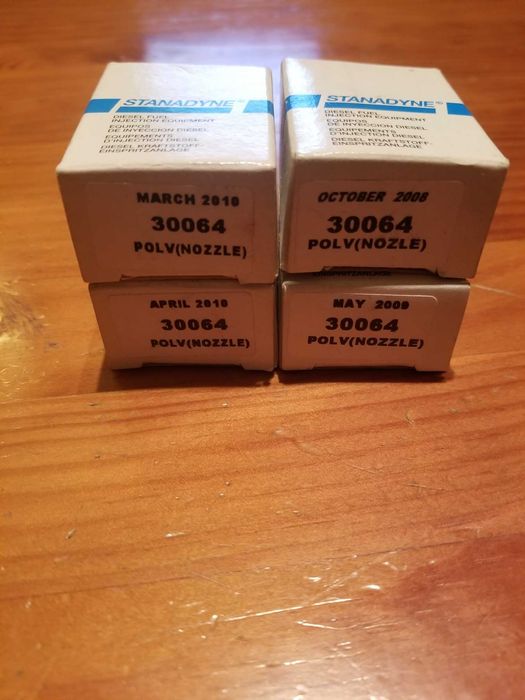 STANADYNE®
DIESEL FUEL
INJECTION EQUIPMENT
EQUIPOS
DE INYECCION DIESEL
EQUIPEMENTS
D'INJECTION DIESEL
DIESEL KRAFTSTOFF-
EINSPRITZANLAGE
MARCH 2010
30064
POLV(NOZZLE)
STANADYNE®
DIESEL FUEL
INJECTION EQUIPMENT
EQUIPOS
DE INYECCION DIESEL
EQUIPEMENTS
D'INJECTION DIESEL
DIESEL KRAFTSTOFF-
EINSPRITZANLAGE
OCTOBER 2008
30064
POLV(NOZZLE)
APRIL 2010
30064
POLV(NOZZLE)
EINSPRITZANLAGE
MAY 2009
30064
POLV(NOZZLE)